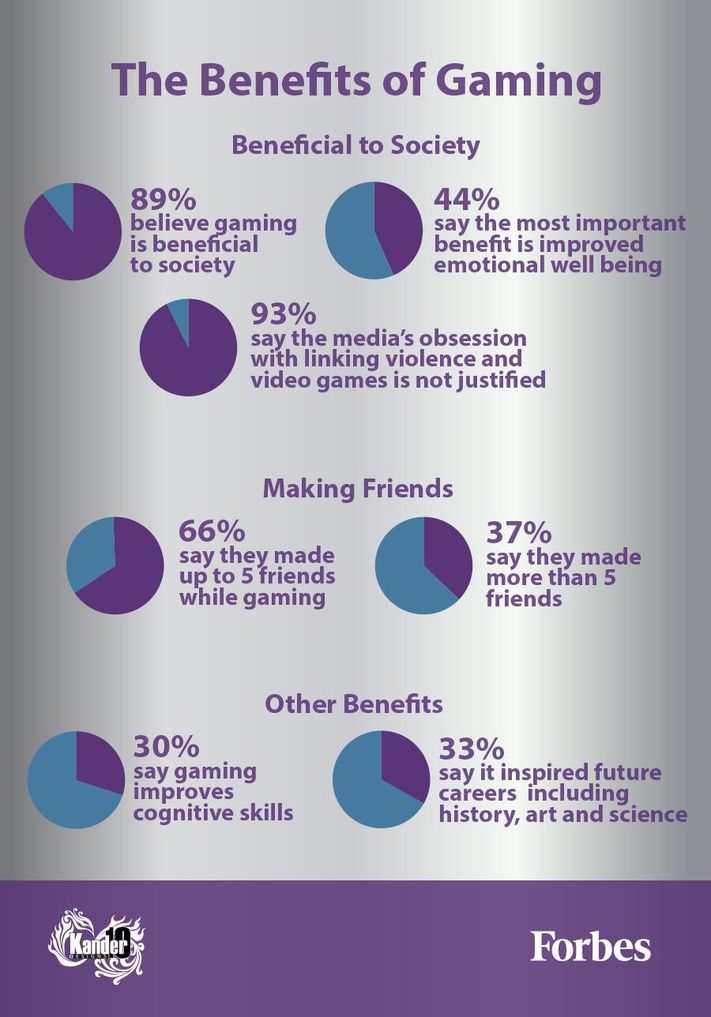 The Benefits of Gaming
Beneficial to Society
89%
believe gaming
is beneficial
to society
44%
say the most important
benefit is improved
emotional well being
93%
say the media's obsession
with linking violence and
video games is not justified
Making Friends
66%
say they made
up to 5 friends
while gaming
37%
say they made
more than 5
friends
Other Benefits
30%
say gaming
improves
cognitive skills
33%
say it inspired future
careers including
history, art and science
Kander19
DESIGNS
Forbes